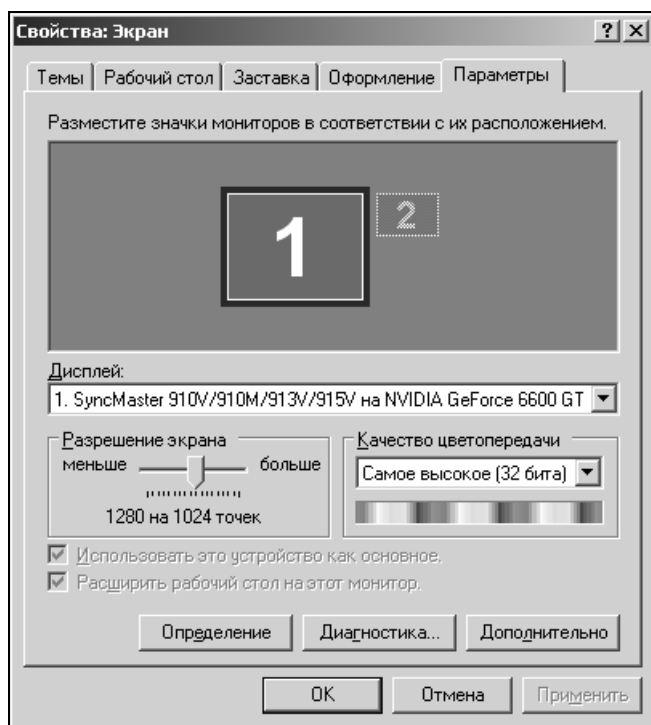 Свойства: Экран
Темы
Рабочий стол
Заставка
Оформление
Параметры
Разместите значки мониторов в соответствии с их расположением.
1
2
Дисплей:
1. SyncMaster 910V/910M/913V/915V на NVIDIA GeForce 6600 GT
Разрешение экрана
меньше
больше
1280 на 1024 точек
Качество цветопередачи
Самое высокое (32 бита)
Использовать это устройство как основное.
Расширить рабочий стол на этот монитор.
Определение
Диагностика...
Дополнительно
OK
Отмена
Применить